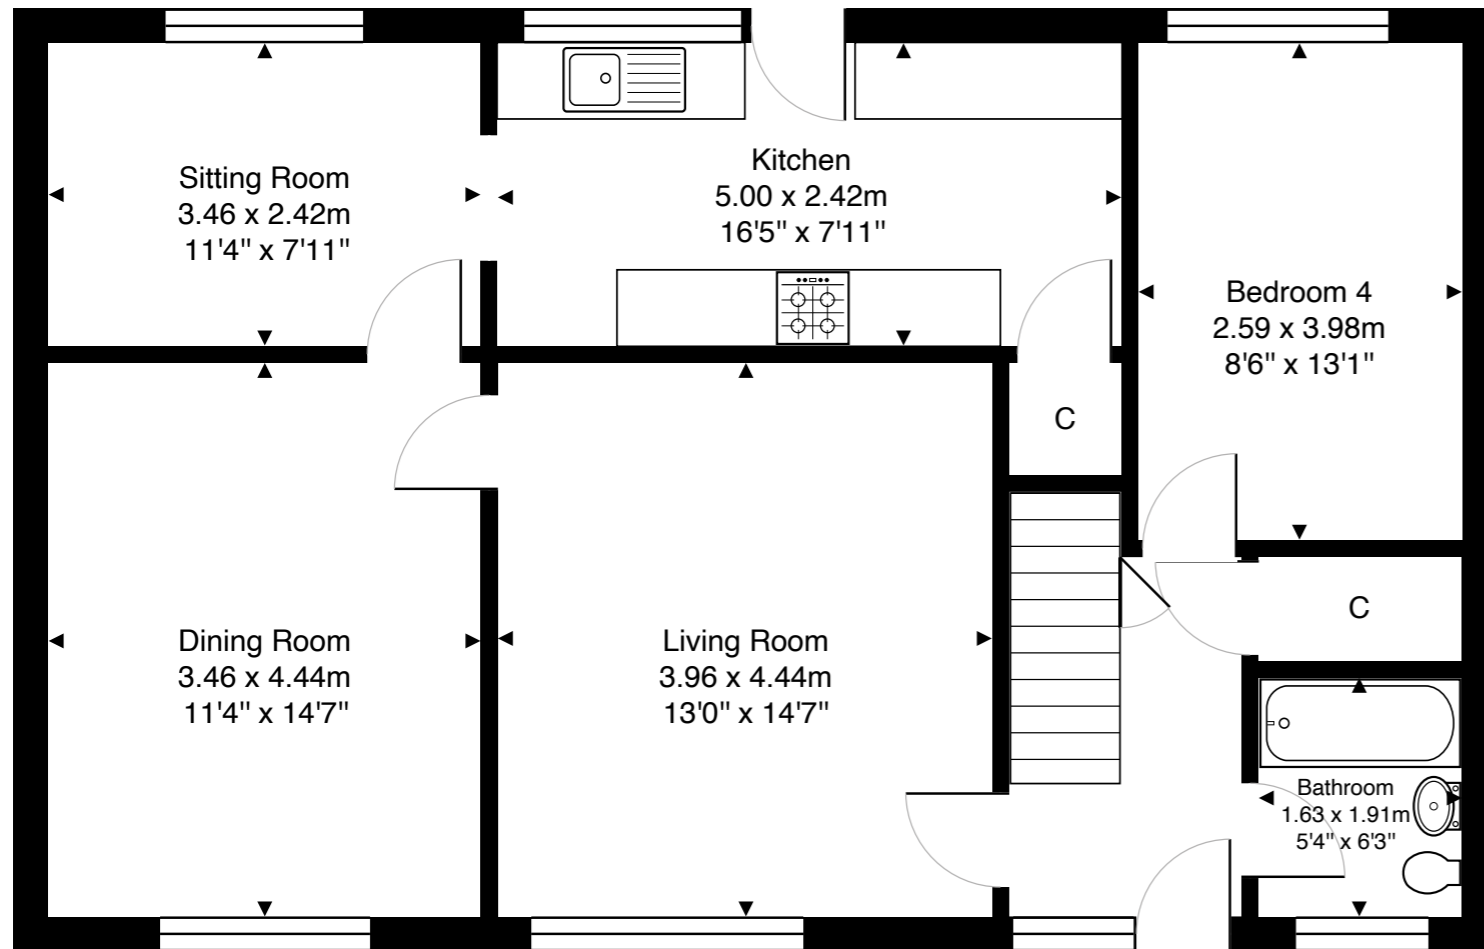 Sitting Room
3.46 x 2.42m
11'4" x 7'11"
Kitchen
5.00 x 2.42m
16'5" x 7'11"
Bedroom 4
2.59 x 3.98m
8'6" x 13'1"
C
C
Dining Room
3.46 x 4.44m
11'4" x 14'7"
Living Room
3.96 x 4.44m
13'0" x 14'7"
Bathroom
1.63 x 1.91m
5'4" x 6'3"